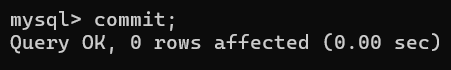 mysql> commit;
Query OK, 0 rows affected (0.00 sec)